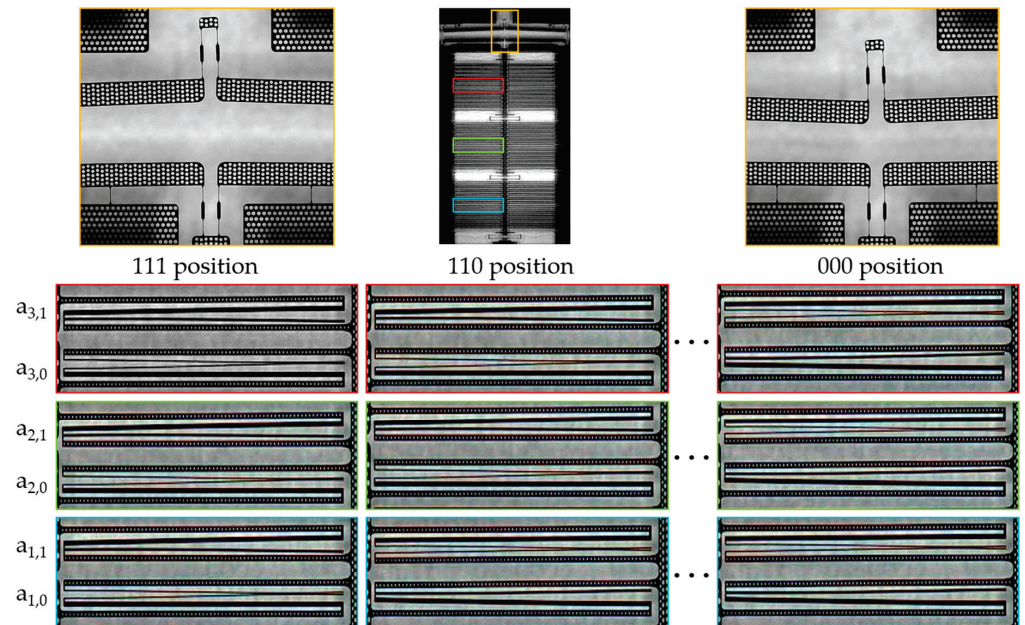 111 position
110 position
000 position
a3,1
...
a3,0
a2,1
...
a2,0
a1,1
...
a1,0